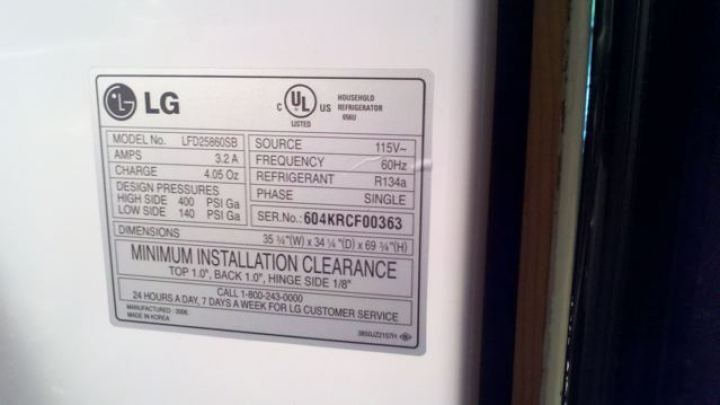 LG
C UL US
LISTED
HOUSEHOLD
REFRIGERATOR
MODEL No. LFD25860SB
AMPS 3.2 A
CHARGE 4.05 Oz
DESIGN PRESSURES
HIGH SIDE 400 PSI Ga
LOW SIDE 140 PSI Ga
SOURCE 115V~
FREQUENCY 60Hz
REFRIGERANT R134a
PHASE SINGLE
SER.No.: 604KRCF00363
DIMENSIONS 35 ¾"(W) x 34 ¼"(D) x 69 ¾"(H)
MINIMUM INSTALLATION CLEARANCE
TOP 1.0", BACK 1.0", HINGE SIDE 1/8"
CALL 1-800-243-0000
24 HOURS A DAY, 7 DAYS A WEEK FOR LG CUSTOMER SERVICE
MANUFACTURED : 2006
MADE IN KOREA